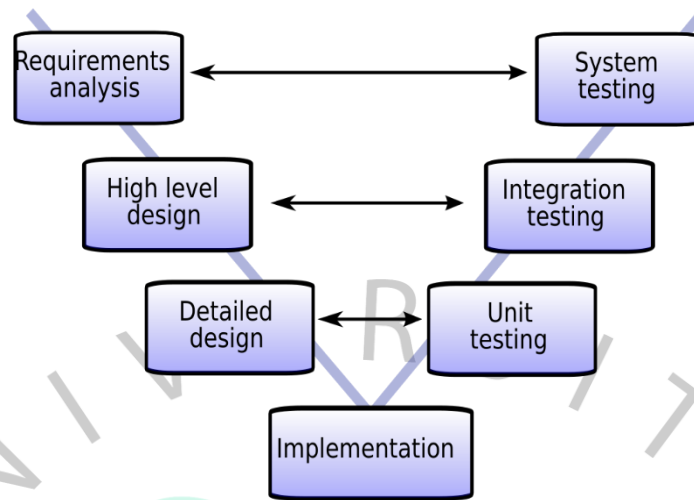 Requirements
analysis
System
testing
High level
design
Integration
testing
Detailed
design
Unit
testing
Implementation